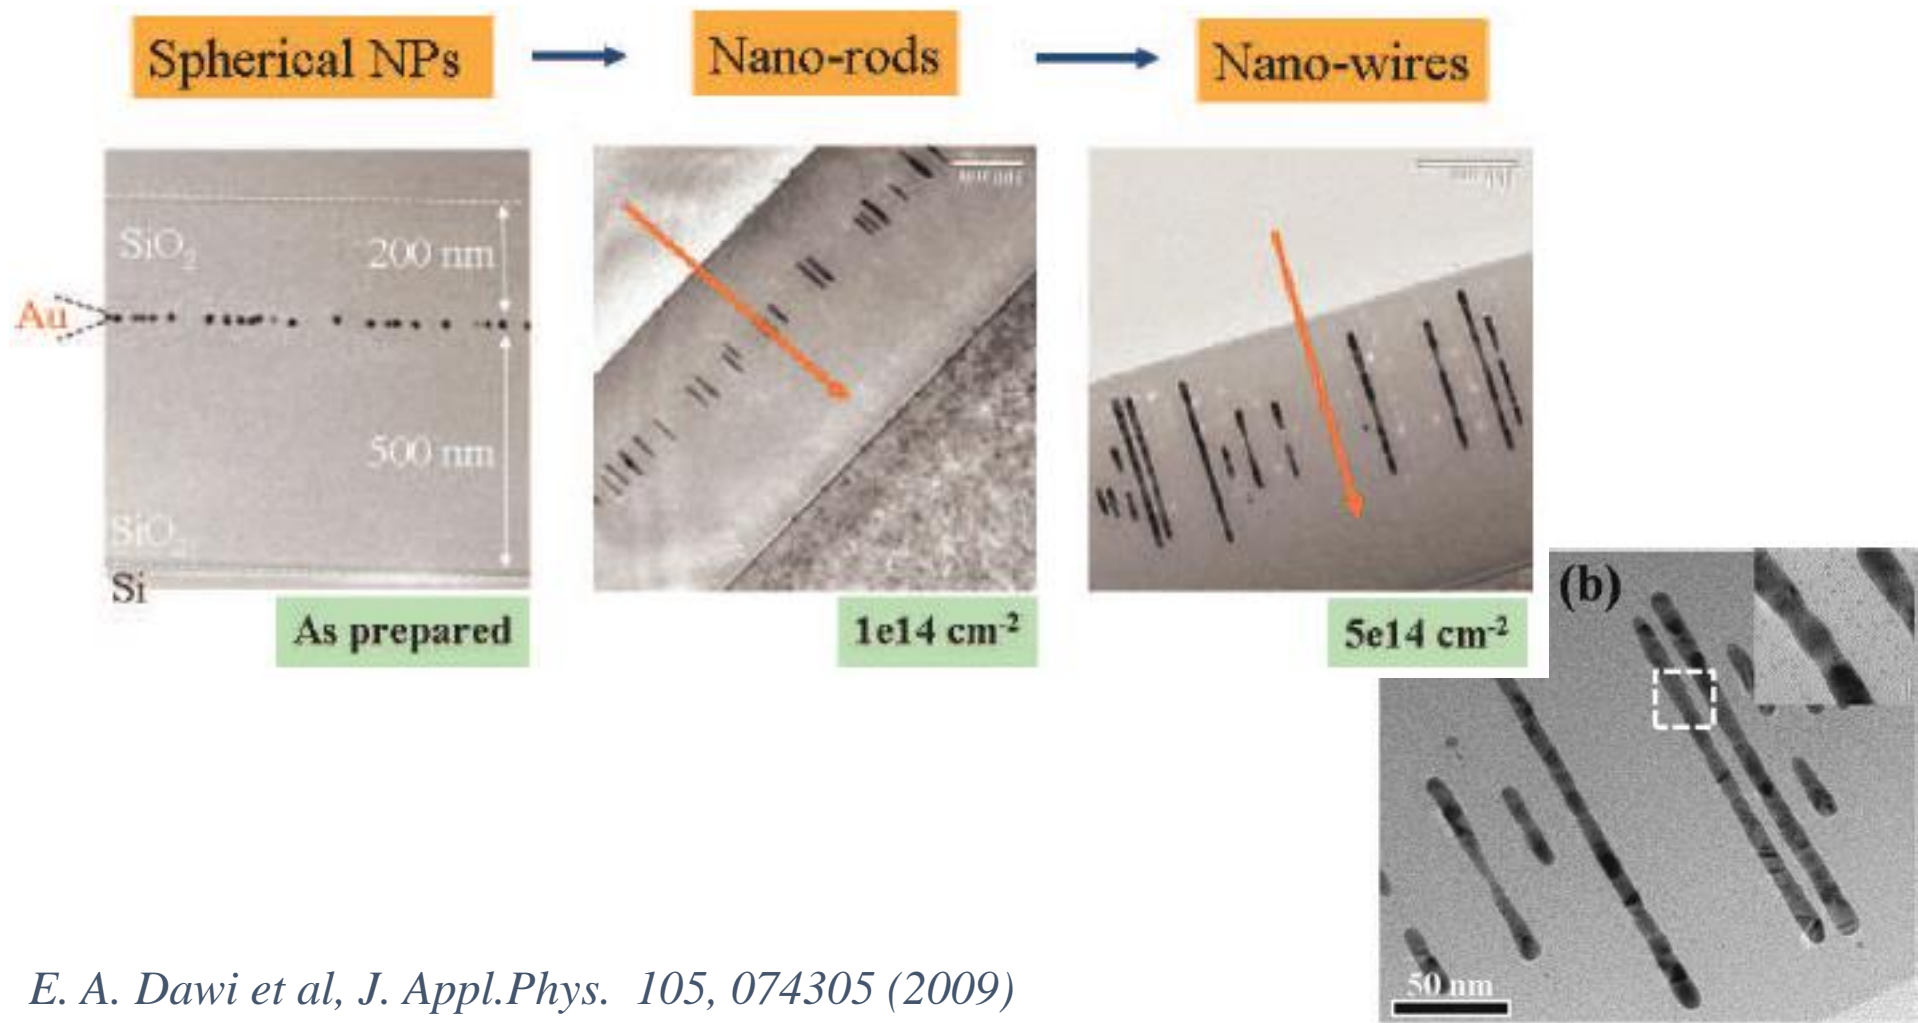 Spherical NPs
Nano-rods
Nano-wires
SiO₂
200 nm
Au
500 nm
SiO₂
Si
As prepared
1e14 cm⁻²
5e14 cm⁻²
(b)
50 nm
E. A. Dawi et al, J. Appl.Phys. 105, 074305 (2009)